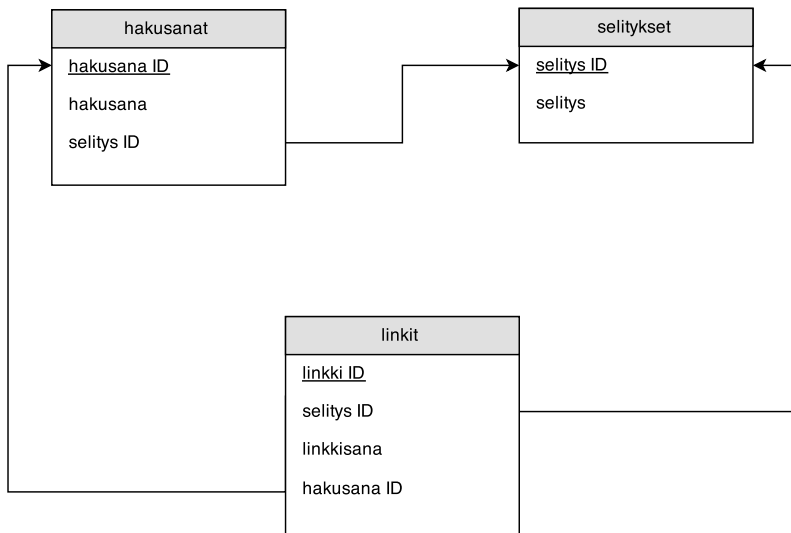 hakusanat
hakusana ID
hakusana
selitys ID
selitykset
selitys ID
selitys
linkit
linkki ID
selitys ID
linkkisana
hakusana ID